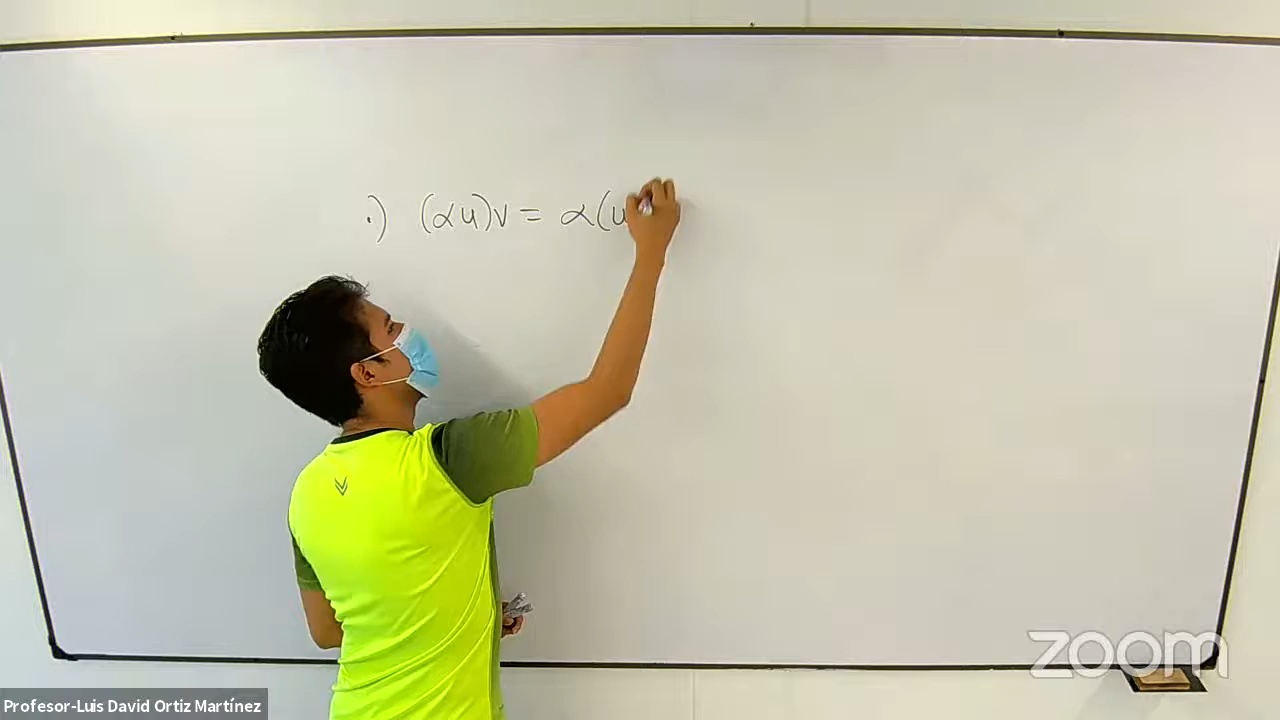 ·) (αu)v = α(u
zoom
Profesor-Luis David Ortiz Martínez